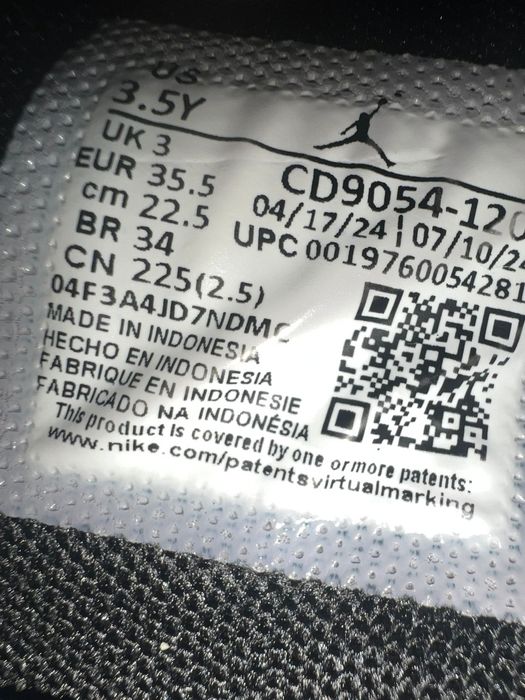 US
3.5Y
UK 3
EUR 35.5
cm 22.5
BR 34
CN 225(2.5)
CD9054-120
04/17/24 | 07/10/24
UPC 0019760054281
04F3A4JD7NDMC
MADE IN INDONESIA
HECHO EN INDONESIA
FABRIQUE EN INDONESIE
FABRICADO NA INDONÉSIA
This product is covered by one or more patents:
www.nike.com/patentsvirtualmarking